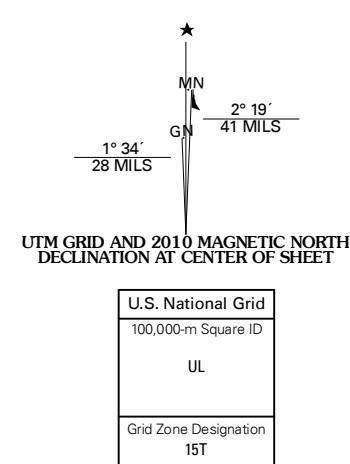 MN
2° 19´
41 MILS
GN
1° 34´
28 MILS
UTM GRID AND 2010 MAGNETIC NORTH
DECLINATION AT CENTER OF SHEET
U.S. National Grid
100,000-m Square ID
UL
Grid Zone Designation
15T